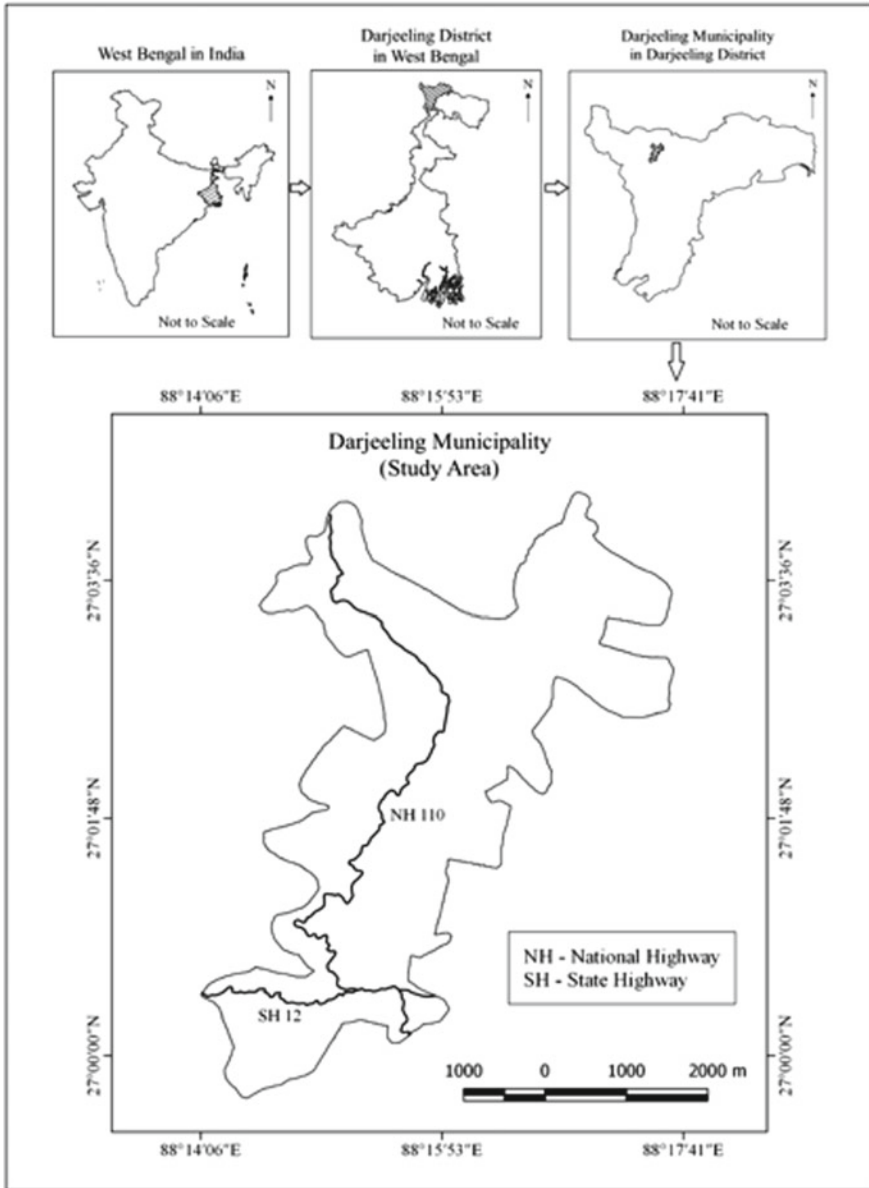 West Bengal in India
N
Not to Scale
Darjeeling District
in West Bengal
N
Not to Scale
Darjeeling Municipality
in Darjeeling District
N
Not to Scale
88°14'06"E
88°15'53"E
88°17'41"E
Darjeeling Municipality
(Study Area)
27°03'36"N
27°03'36"N
27°01'48"N
27°01'48"N
NH 110
NH - National Highway
SH - State Highway
SH 12
27°00'00"N
27°00'00"N
1000 0 1000 2000 m
88°14'06"E
88°15'53"E
88°17'41"E